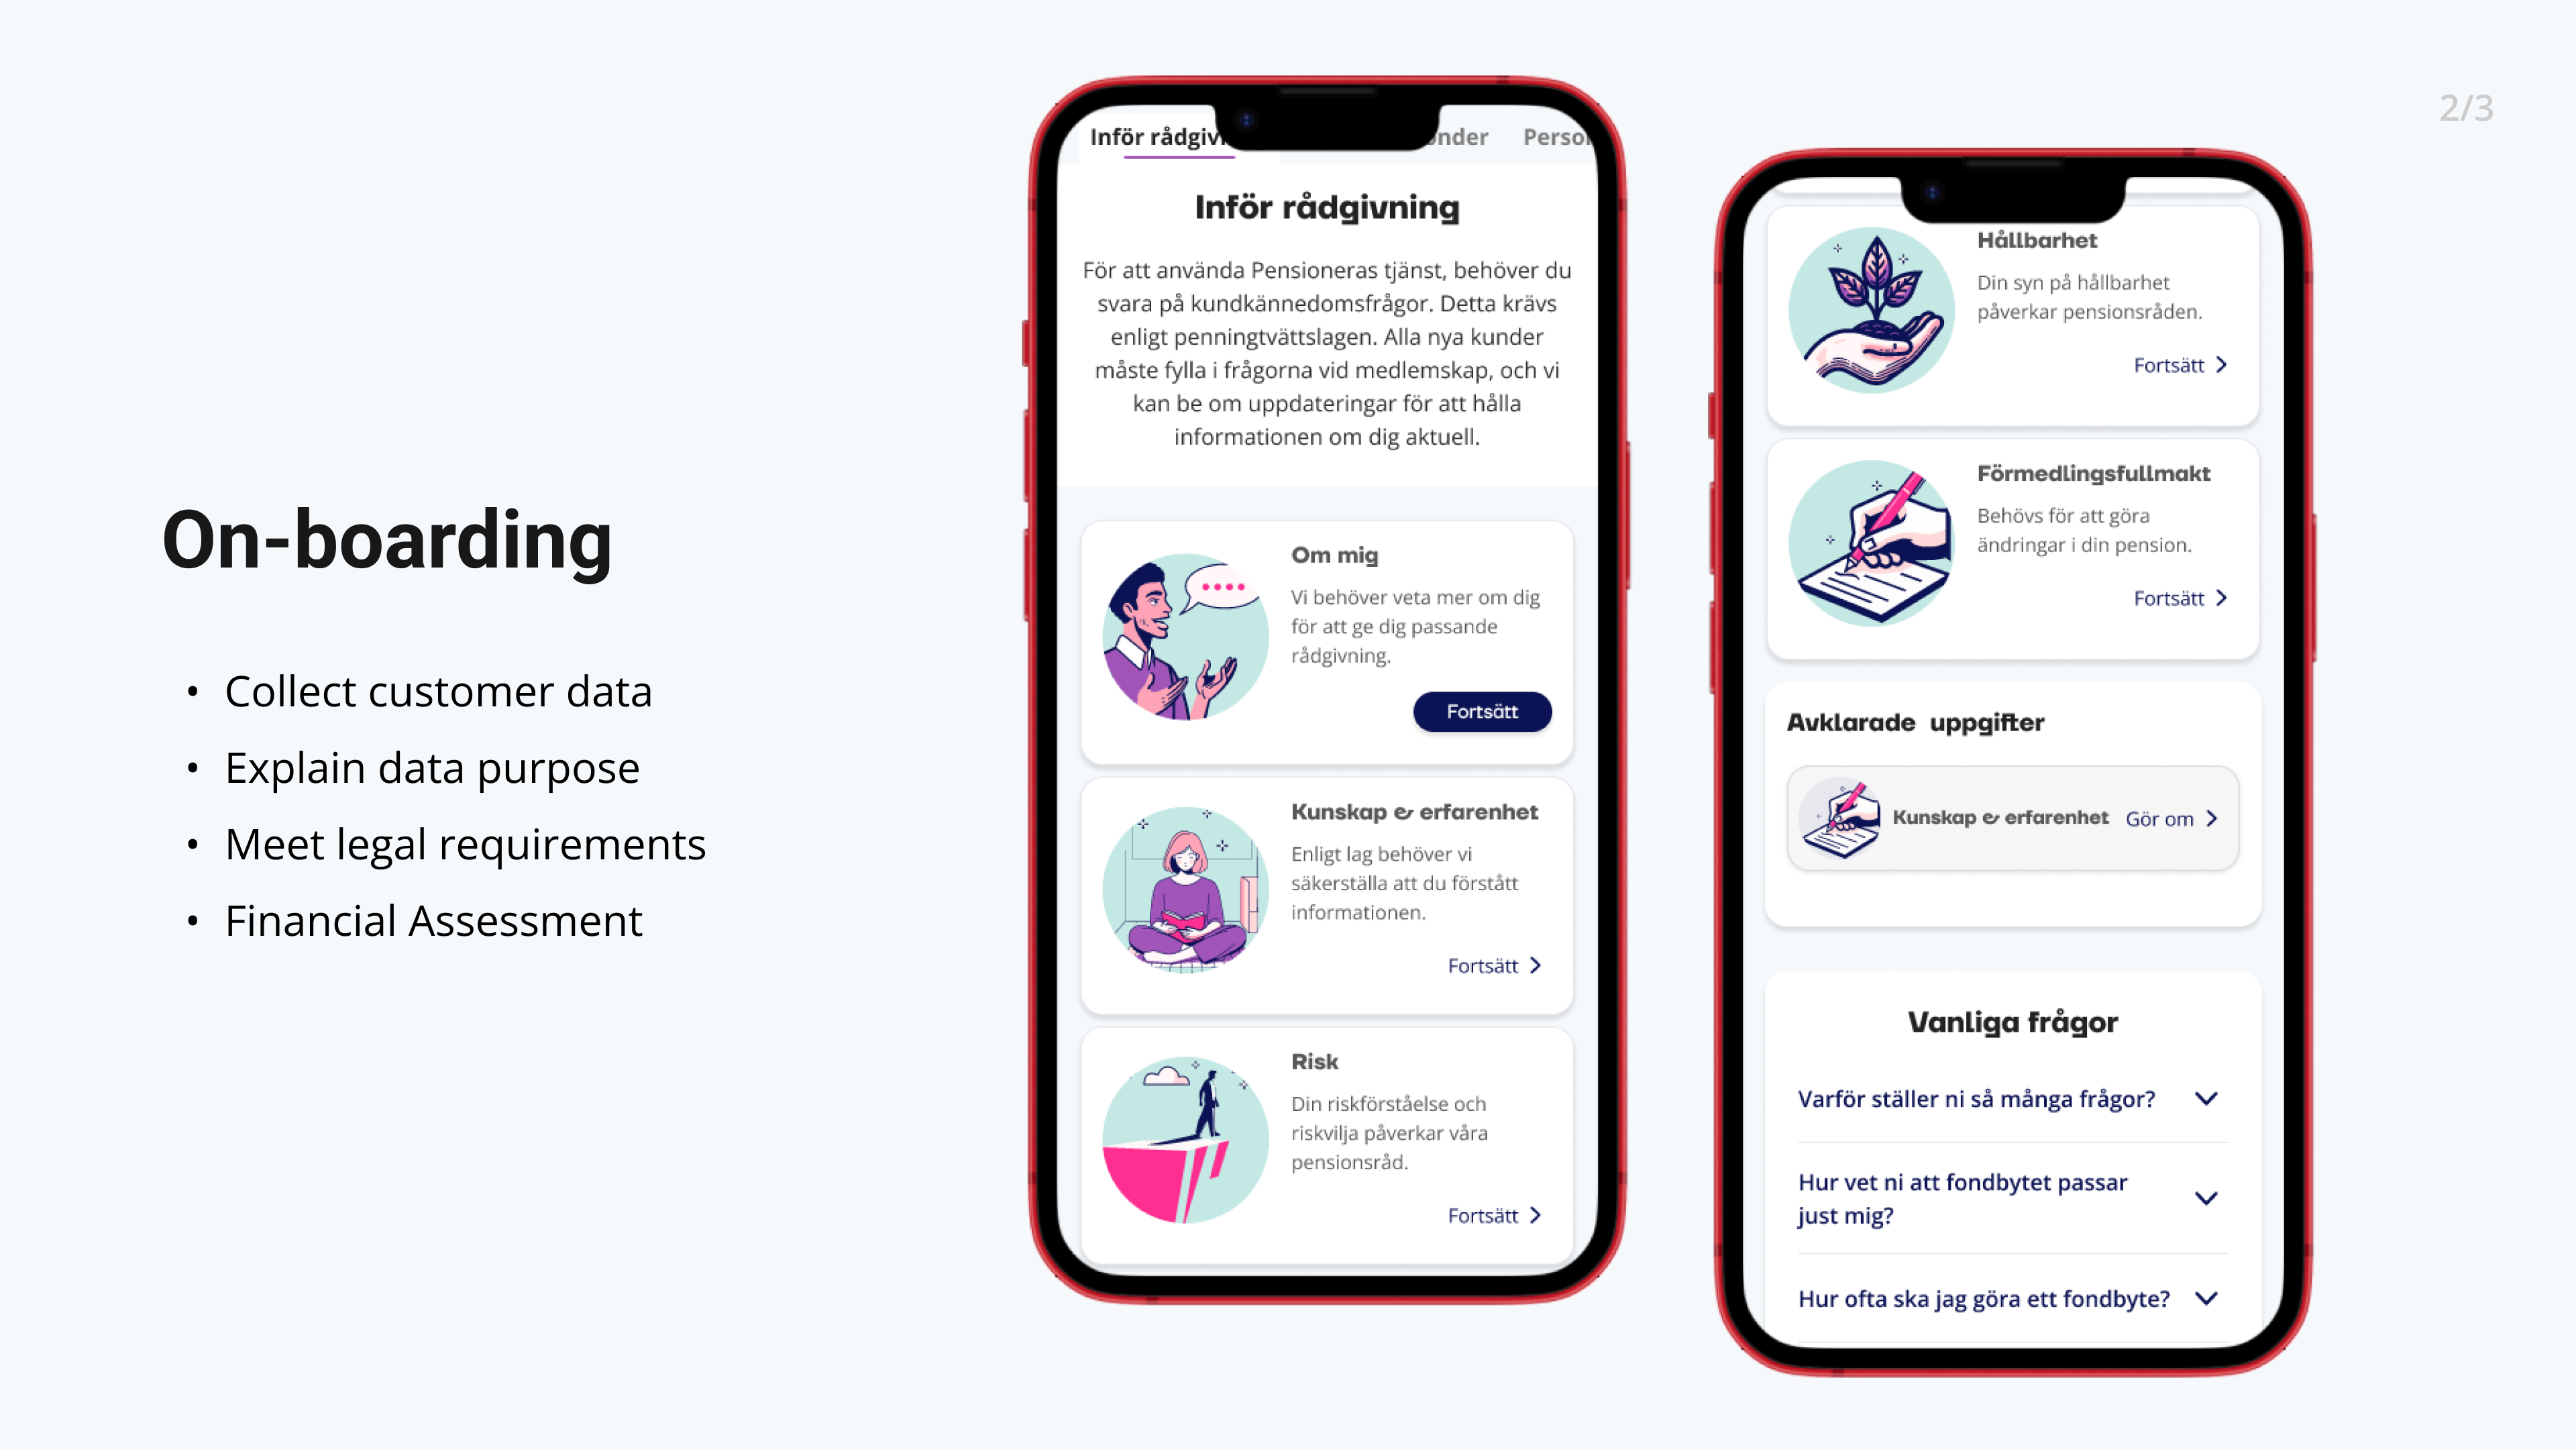 2/3
On-boarding
• Collect customer data
• Explain data purpose
• Meet legal requirements
• Financial Assessment
Inför
Inför rådgivning
För att använda Pensioneras tjänst, behöver du
svara på kundkännedomsfrågor. Detta krävs
enligt penningtvättslagen. Alla nya kunder
måste fylla i frågorna vid medlemskap, och vi
kan be om uppdateringar för att hålla
informationen om dig aktuell.
Om mig
Vi behöver veta mer om dig
för att ge dig passande
rådgivning.
Fortsätt
Kunskap & erfarenhet
Enligt lag behöver vi
säkerställa att du förstått
informationen.
Fortsätt
Risk
Din riskförståelse och
riskvilja påverkar våra
pensionsråd.
Fortsätt
Hållbarhet
Din syn på hållbarhet
påverkar pensionsråden.
Fortsätt
Förmedlingsfullmakt
Behövs för att göra
ändringar i din pension.
Fortsätt
Avklarade uppgifter
Kunskap & erfarenhet Gör om
Vanliga frågor
Varför ställer ni så många frågor?
Hur vet ni att fondbytet passar
just mig?
Hur ofta ska jag göra ett fondbyte?